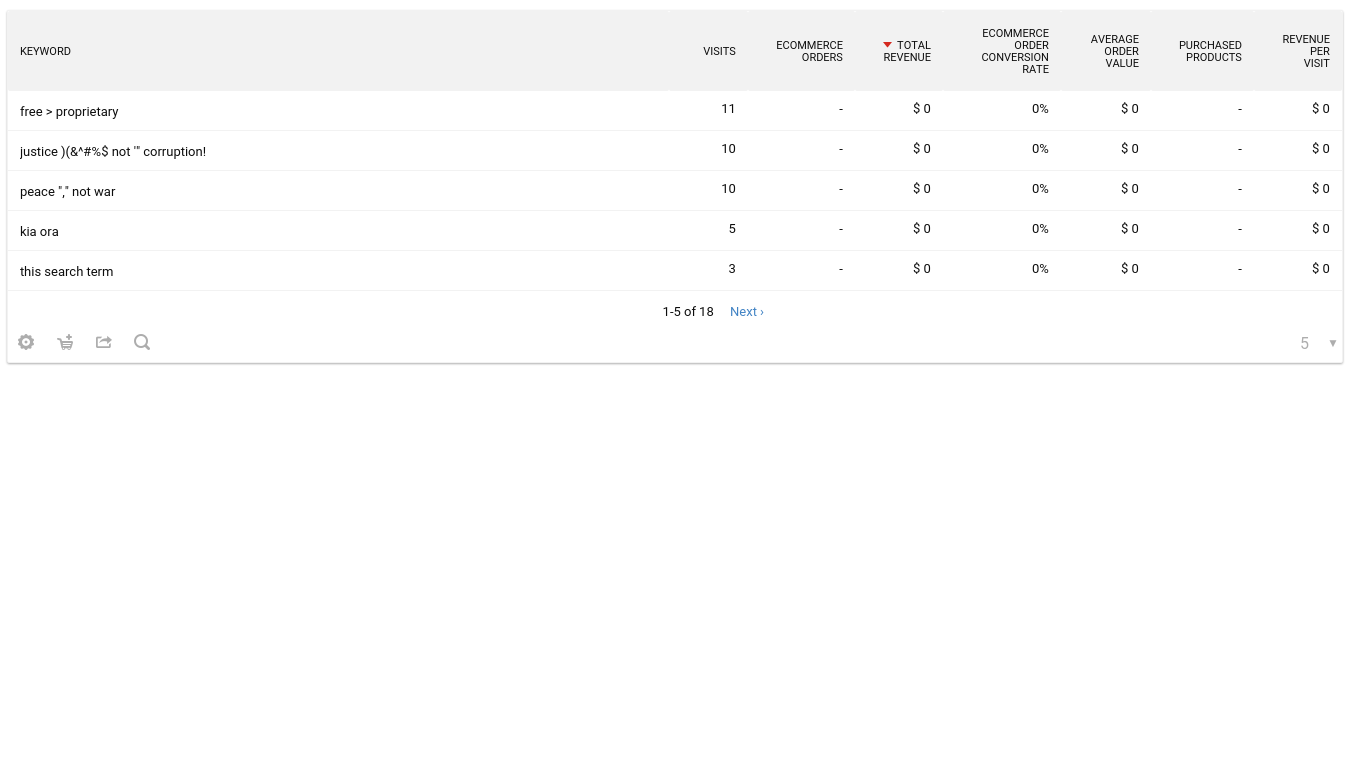 KEYWORD VISITS ECOMMERCE ORDERS TOTAL REVENUE ECOMMERCE ORDER CONVERSION RATE AVERAGE ORDER VALUE PURCHASED PRODUCTS REVENUE PER VISIT
free > proprietary 11 - $ 0 0% $ 0 - $ 0
justice )(&^#%$ not '" corruption! 10 - $ 0 0% $ 0 - $ 0
peace "," not war 10 - $ 0 0% $ 0 - $ 0
kia ora 5 - $ 0 0% $ 0 - $ 0
this search term 3 - $ 0 0% $ 0 - $ 0
1-5 of 18 Next ›
5